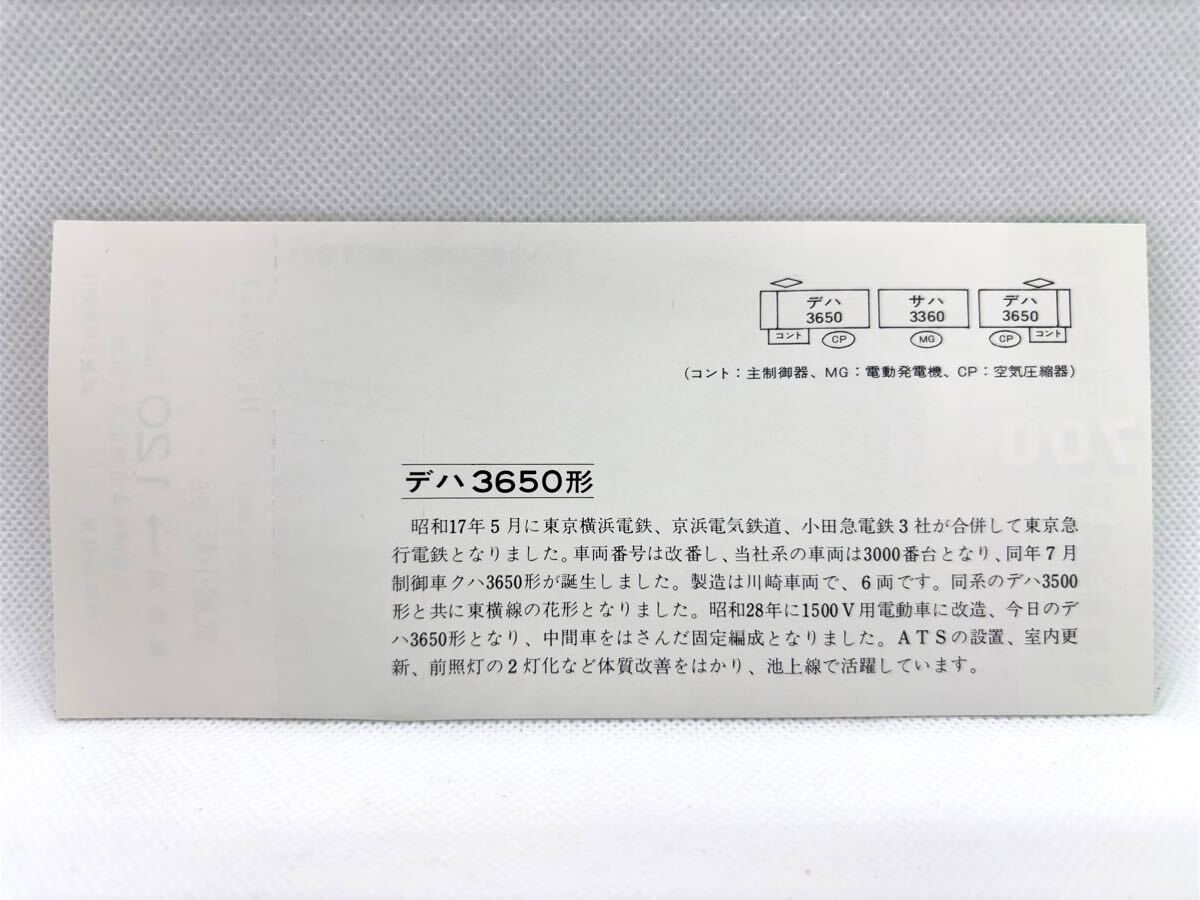 デハ サハ デハ
3650 3360 3650
コント CP MG CP コント
(コント:主制御器、MG:電動発電機、CP:空気圧縮器)
デハ3650形
昭和17年5月に東京横浜電鉄、京浜電気鉄道、小田急電鉄3社が合併して東京急
行電鉄となりました。車両番号は改番し、当社系の車両は3000番台となり、同年7月
制御車クハ3650形が誕生しました。製造は川崎車両で、6両です。同系のデハ3500
形と共に東横線の花形となりました。昭和28年に1500V用電動車に改造、今日のデ
ハ3650形となり、中間車をはさんだ固定編成となりました。ATSの設置、室内更
新、前照灯の2灯化など体質改善をはかり、池上線で活躍しています。